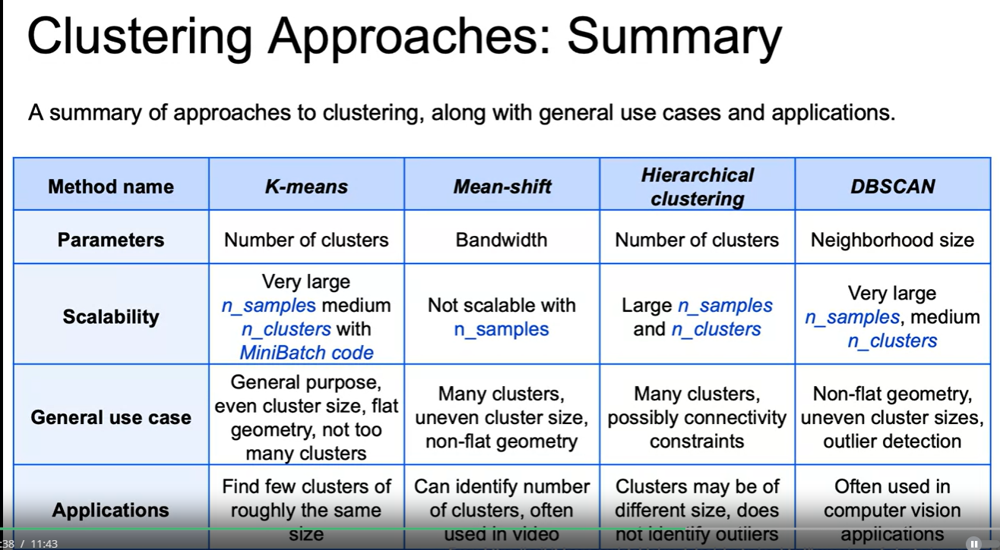 Clustering Approaches: Summary
A summary of approaches to clustering, along with general use cases and applications.
Method name
K-means
Mean-shift
Hierarchical
clustering
DBSCAN
Parameters
Number of clusters
Bandwidth
Number of clusters
Neighborhood size
Scalability
Very large
n_samples medium
n_clusters with
MiniBatch code
Not scalable with
n_samples
Large n_samples
and n_clusters
Very large
n_samples, medium
n_clusters
General use case
General purpose,
even cluster size, flat
geometry, not too
many clusters
Many clusters,
uneven cluster size,
non-flat geometry
Many clusters,
possibly connectivity
constraints
Non-flat geometry,
uneven cluster sizes,
outlier detection
Applications
Find few clusters of
roughly the same
size
Can identify number
of clusters, often
used in video
Clusters may be of
different size, does
not identify outliers
Often used in
computer vision
applications
:38 / 11:43